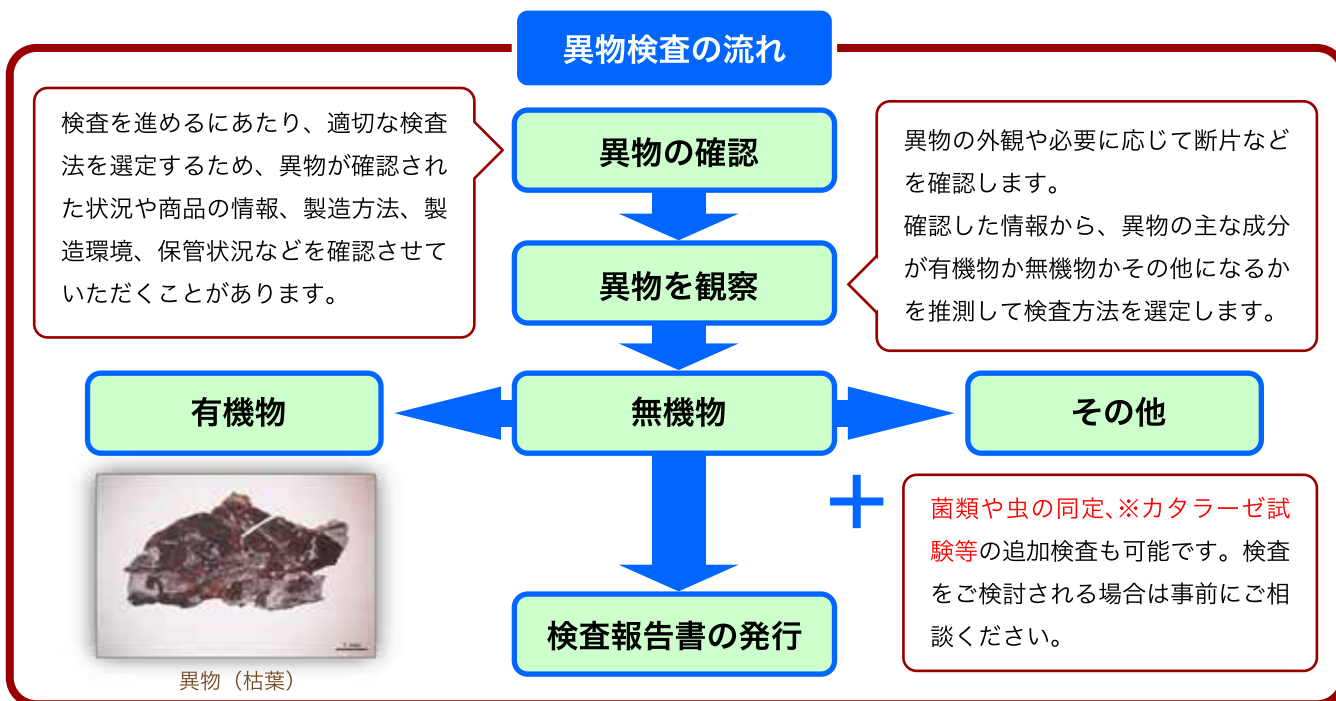 異物検査の流れ
検査を進めるにあたり、適切な検査
法を選定するため、異物が確認され
た状況や商品の情報、製造方法、製
造環境、保管状況などを確認させて
いただくことがあります。
異物の確認
異物の外観や必要に応じて断片など
を確認します。
確認した情報から、異物の主な成分
が有機物か無機物かその他になるか
を推測して検査方法を選定します。
異物を観察
有機物
無機物
その他
異物（枯葉）
+
菌類や虫の同定、※カタラーゼ試
験等の追加検査も可能です。検査
をご検討される場合は事前にご相
談ください。
検査報告書の発行